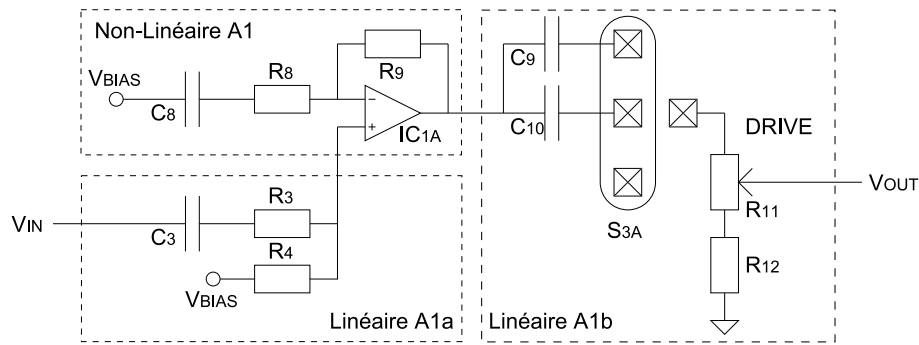 Non-Linéaire A1
R9
R8
VBIAS
C8
−
+
IC1A
C9
C10
DRIVE
VOUT
R11
S3A
R12
R3
VIN
C3
R4
VBIAS
Linéaire A1a
Linéaire A1b